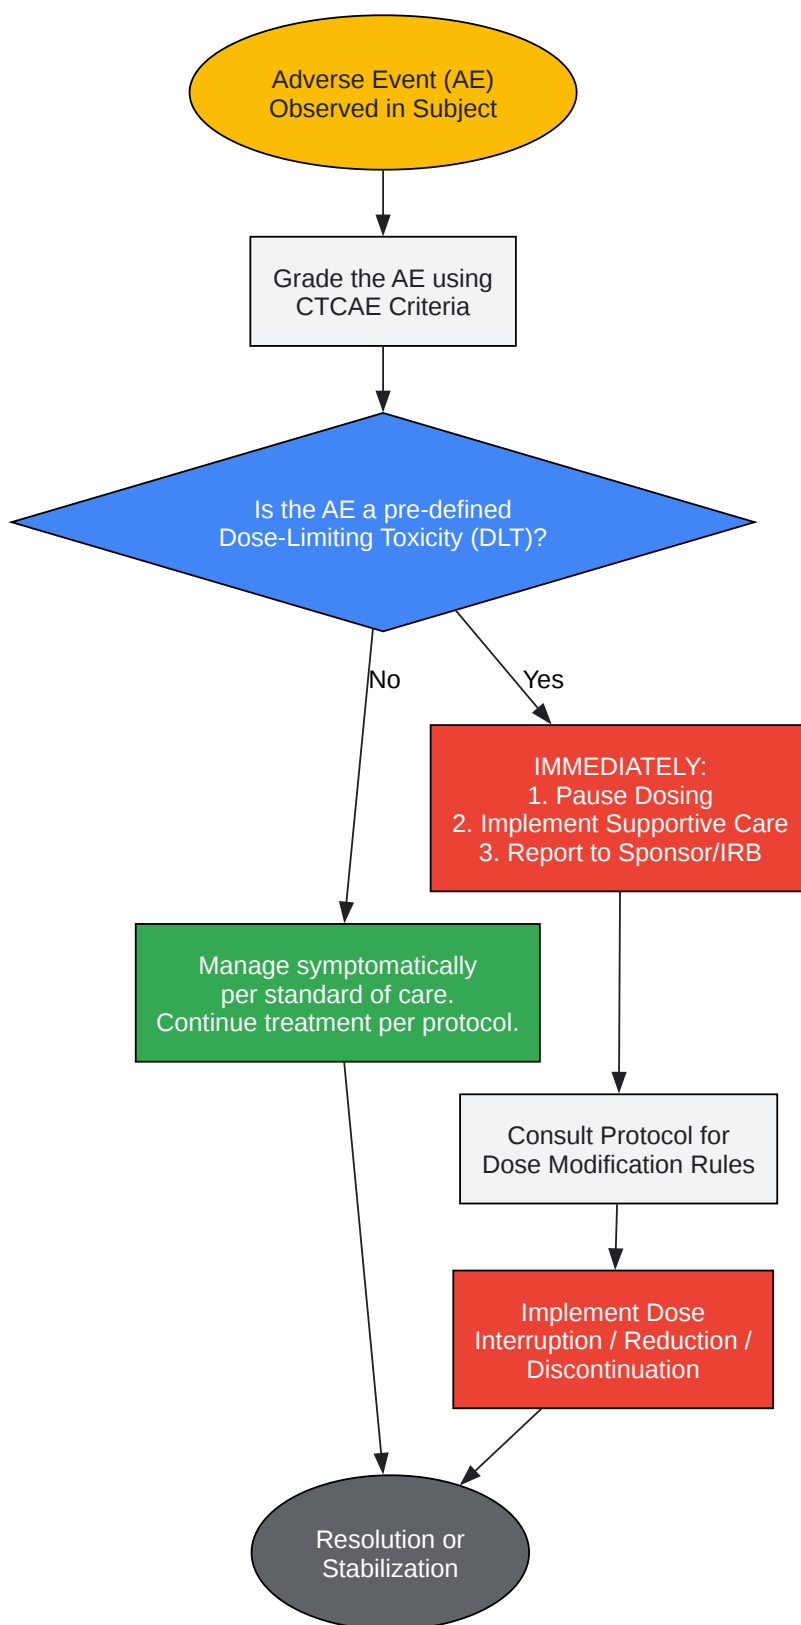 Adverse Event (AE)
Observed in Subject
Grade the AE using
CTCAE Criteria
Is the AE a pre-defined
Dose-Limiting Toxicity (DLT)?
No
Yes
IMMEDIATELY:
1. Pause Dosing
2. Implement Supportive Care
3. Report to Sponsor/IRB
Manage symptomatically
per standard of care.
Continue treatment per protocol.
Consult Protocol for
Dose Modification Rules
Implement Dose
Interruption / Reduction /
Discontinuation
Resolution or
Stabilization